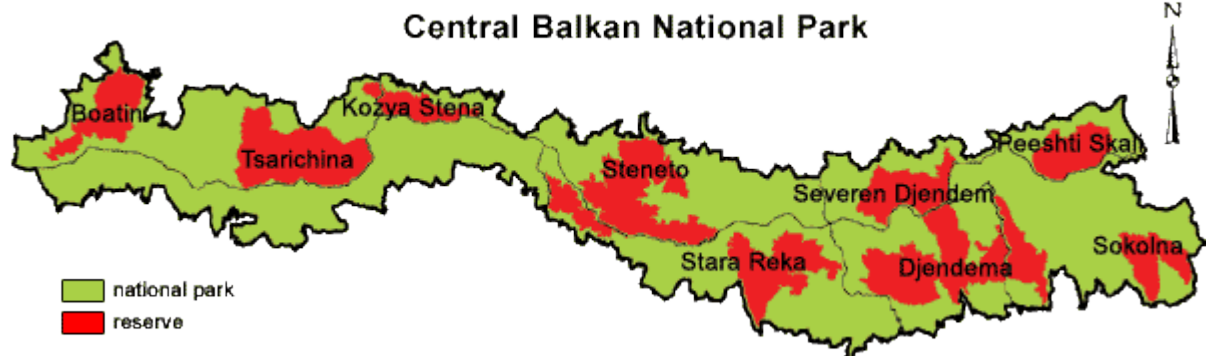 Central Balkan National Park
N
Boatin
Kozya Stena
Tsarichina
Steneto
Peeshti Skali
Severen Djendem
Stara Reka
Djendema
Sokolna
national park
reserve